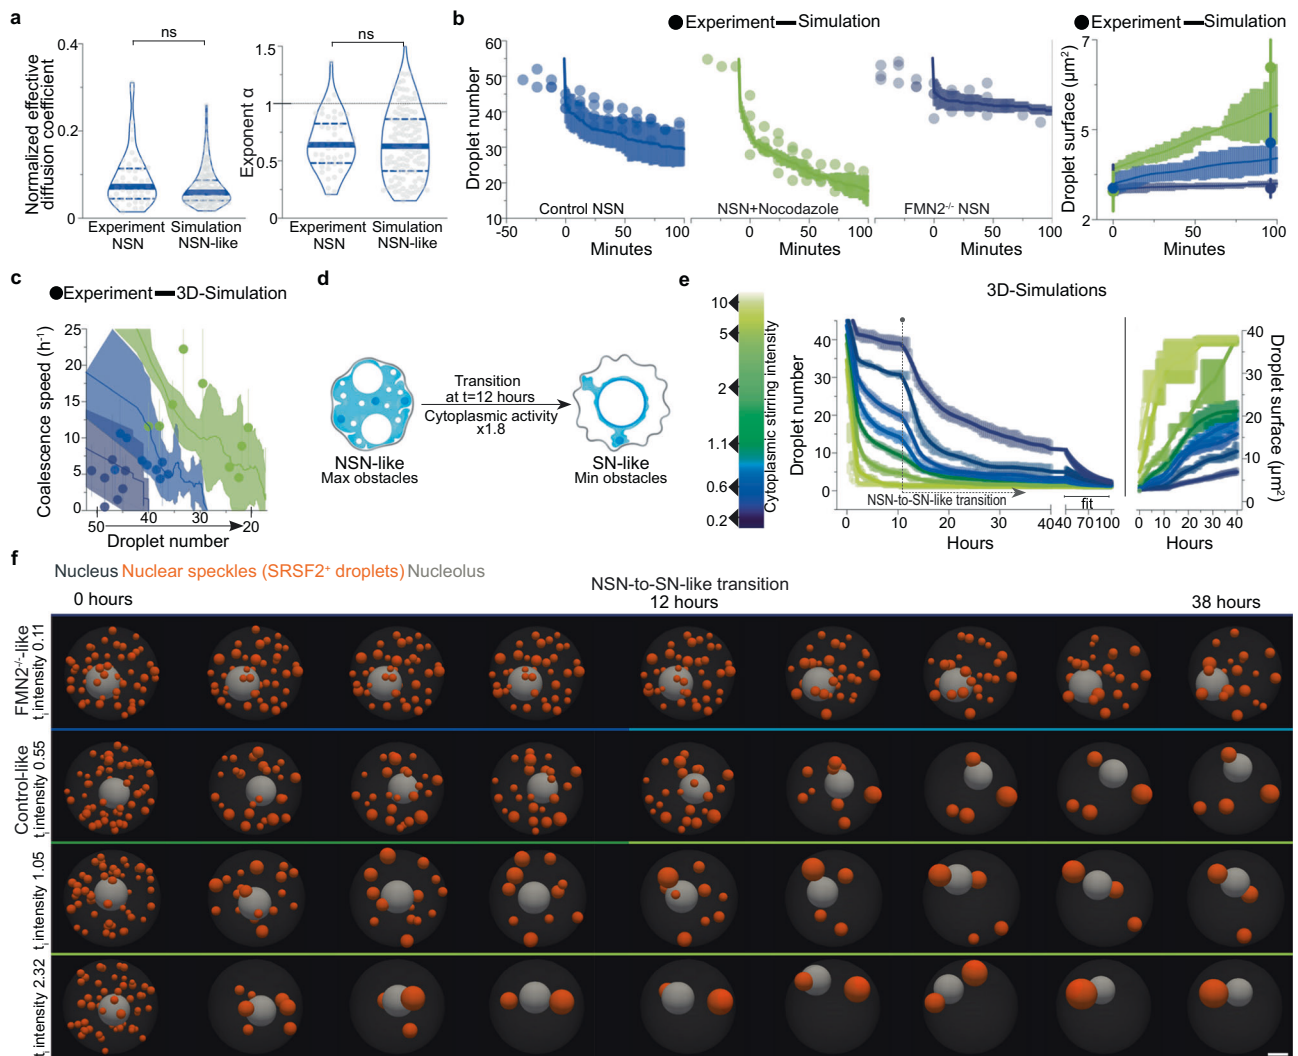 a
ns
ns
Normalized effective
diffusion coefficient
0.4
0.2
0
Experiment
NSN
Simulation
NSN-like
Exponent α
1.5
1
0.5
0
Experiment
NSN
Simulation
NSN-like
b
Experiment Simulation
Droplet number
60
50
40
30
20
10
Control NSN
-50 0 50 100
Minutes
NSN+Nocodazole
0 50 100
Minutes
FMN2-/- NSN
0 50 100
Minutes
Experiment Simulation
Droplet surface (μm²)
7
5
2
0 50 100
Minutes
c
Experiment 3D-Simulation
Coalescence speed (h-1)
25
20
15
10
5
0
50 40 30 20
Droplet number
d
NSN-like
Max obstacles
Transition
at t=12 hours
Cytoplasmic activity
x1.8
SN-like
Min obstacles
e
3D-Simulations
10
5
2
1.1
0.6
0.2
Cytoplasmic stirring intensity
Droplet number
40
30
20
10
0
NSN-to-SN-like transition
fit
0 10 20 30 40 40 70 100
Hours
40
30
20
10
0
Droplet surface (μm²)
0 10 20 30 40
Hours
f
Nucleus Nuclear speckles (SRSF2+ droplets) Nucleolus
NSN-to-SN-like transition
0 hours 12 hours 38 hours
FMN2-/--like
ti intensity 0.11
Control-like
ti intensity 0.55
ti intensity 1.05
ti intensity 2.32